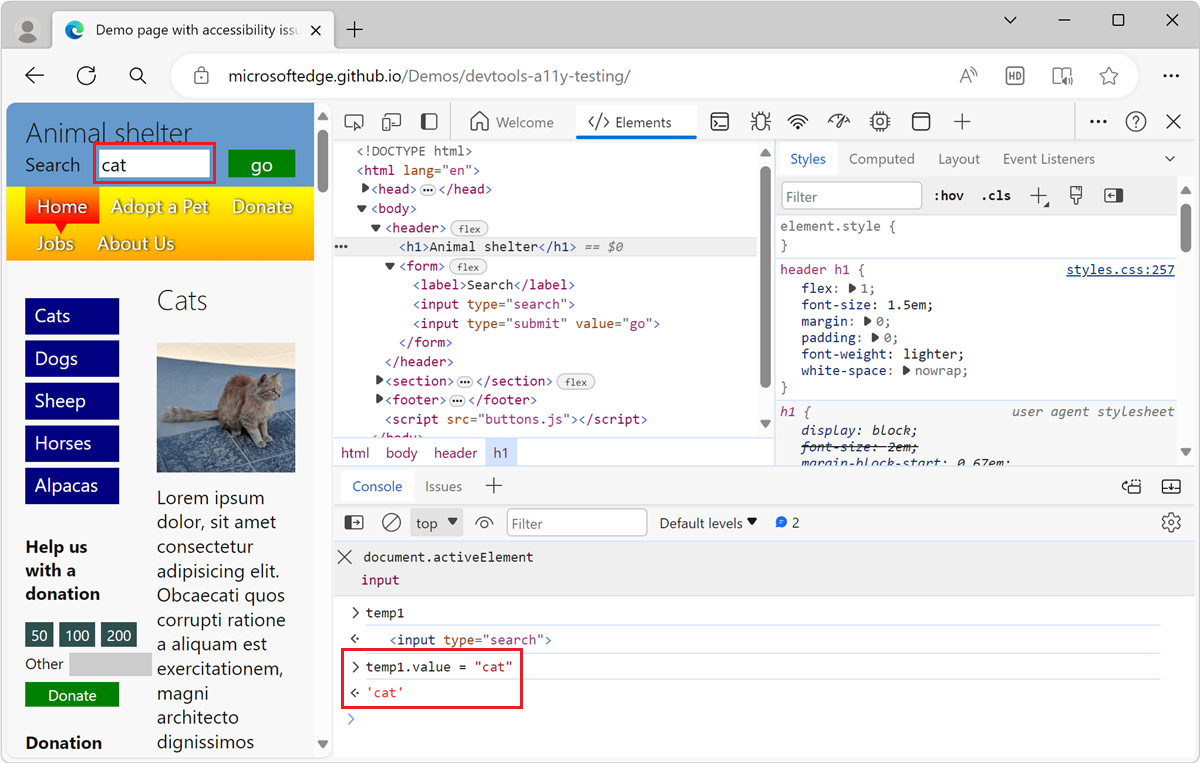 Demo page with accessibility issu
microsoftedge.github.io/Demos/devtools-a11y-testing/
A
HD
Animal shelter
Search cat go
Home Adopt a Pet Donate
Jobs About Us
Cats
Dogs
Sheep
Horses
Alpacas
Help us
with a
donation
50 100 200
Other
Donate
Donation
Cats
Lorem ipsum
dolor, sit amet
consectetur
adipisicing elit.
Obcaecati quos
corrupti ratione
a aliquam est
exercitationem,
magni
architecto
dignissimos
Welcome </> Elements
<!DOCTYPE html>
<html lang="en">
<head> … </head>
<body>
<header> flex
… <h1>Animal shelter</h1> == $0
<form> flex
<label>Search</label>
<input type="search">
<input type="submit" value="go">
</form>
</header>
<section> … </section> flex
<footer> … </footer>
<script src="buttons.js"></script>
</body>
html body header h1
Styles Computed Layout Event Listeners
Filter :hov .cls
element.style {
}
header h1 { styles.css:257
flex: 1;
font-size: 1.5em;
margin: 0;
padding: 0;
font-weight: lighter;
white-space: nowrap;
}
h1 { user agent stylesheet
display: block;
font-size: 2em;
margin-block-start: 0.67em;
Console Issues
top Filter Default levels 2
document.activeElement
input
> temp1
<input type="search">
> temp1.value = "cat"
'cat'
>